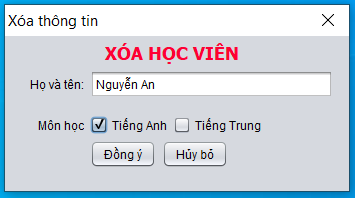 Xóa thông tin
XÓA HỌC VIÊN
Họ và tên: Nguyễn An
Môn học Tiếng Anh Tiếng Trung
Đồng ý Hủy bỏ